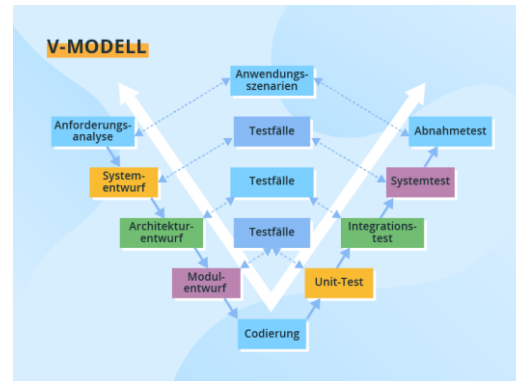 V-MODELL
Anwendungs-
szenarien
Anforderungs-
analyse
Testfälle
Abnahmetest
System-
entwurf
Testfälle
Systemtest
Architektur-
entwurf
Testfälle
Integrations-
test
Modul-
entwurf
Unit-Test
Codierung